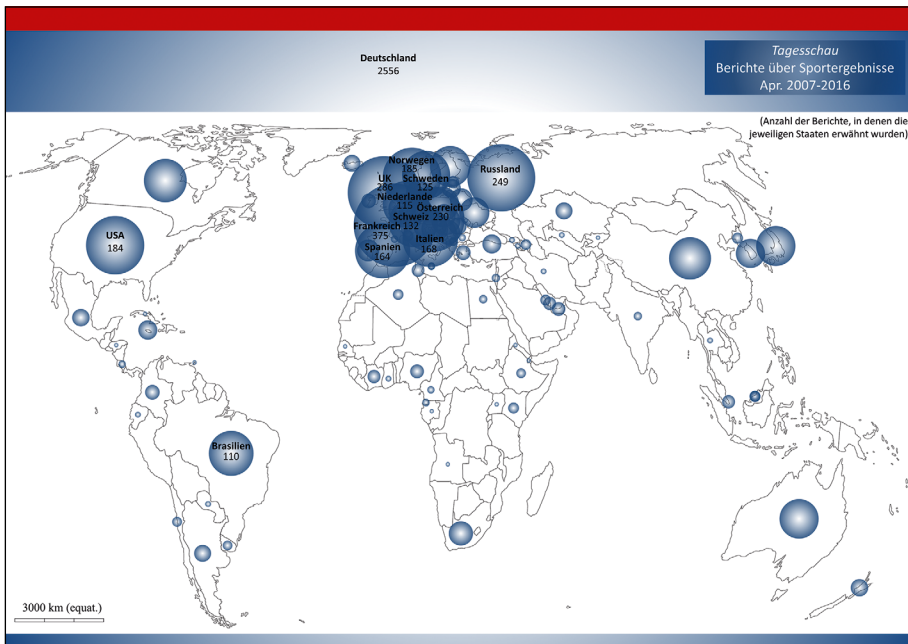 Deutschland
2556
Tagesschau
Berichte über Sportergebnisse
Apr. 2007-2016
(Anzahl der Berichte, in denen die
jeweiligen Staaten erwähnt wurden)
Norwegen
185
Russland
249
UK
286
Schweden
125
Niederlande
115
Österreich
230
Schweiz
132
Frankreich
375
Italien
168
Spanien
164
USA
184
Brasilien
110
3000 km (equat.)